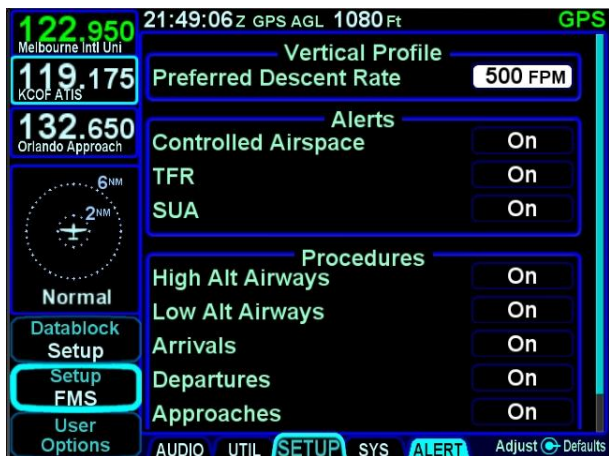 122.950
Melbourne Intl Uni
119.175
KCOF ATIS
132.650
Orlando Approach
6NM
2NM
Normal
Datablock
Setup
Setup
FMS
User
Options
21:49:06 Z GPS AGL 1080 Ft
GPS
Vertical Profile
Preferred Descent Rate 500 FPM
Alerts
Controlled Airspace On
TFR On
SUA On
Procedures
High Alt Airways On
Low Alt Airways On
Arrivals On
Departures On
Approaches On
AUDIO UTIL SETUP SYS ALERT Adjust Defaults